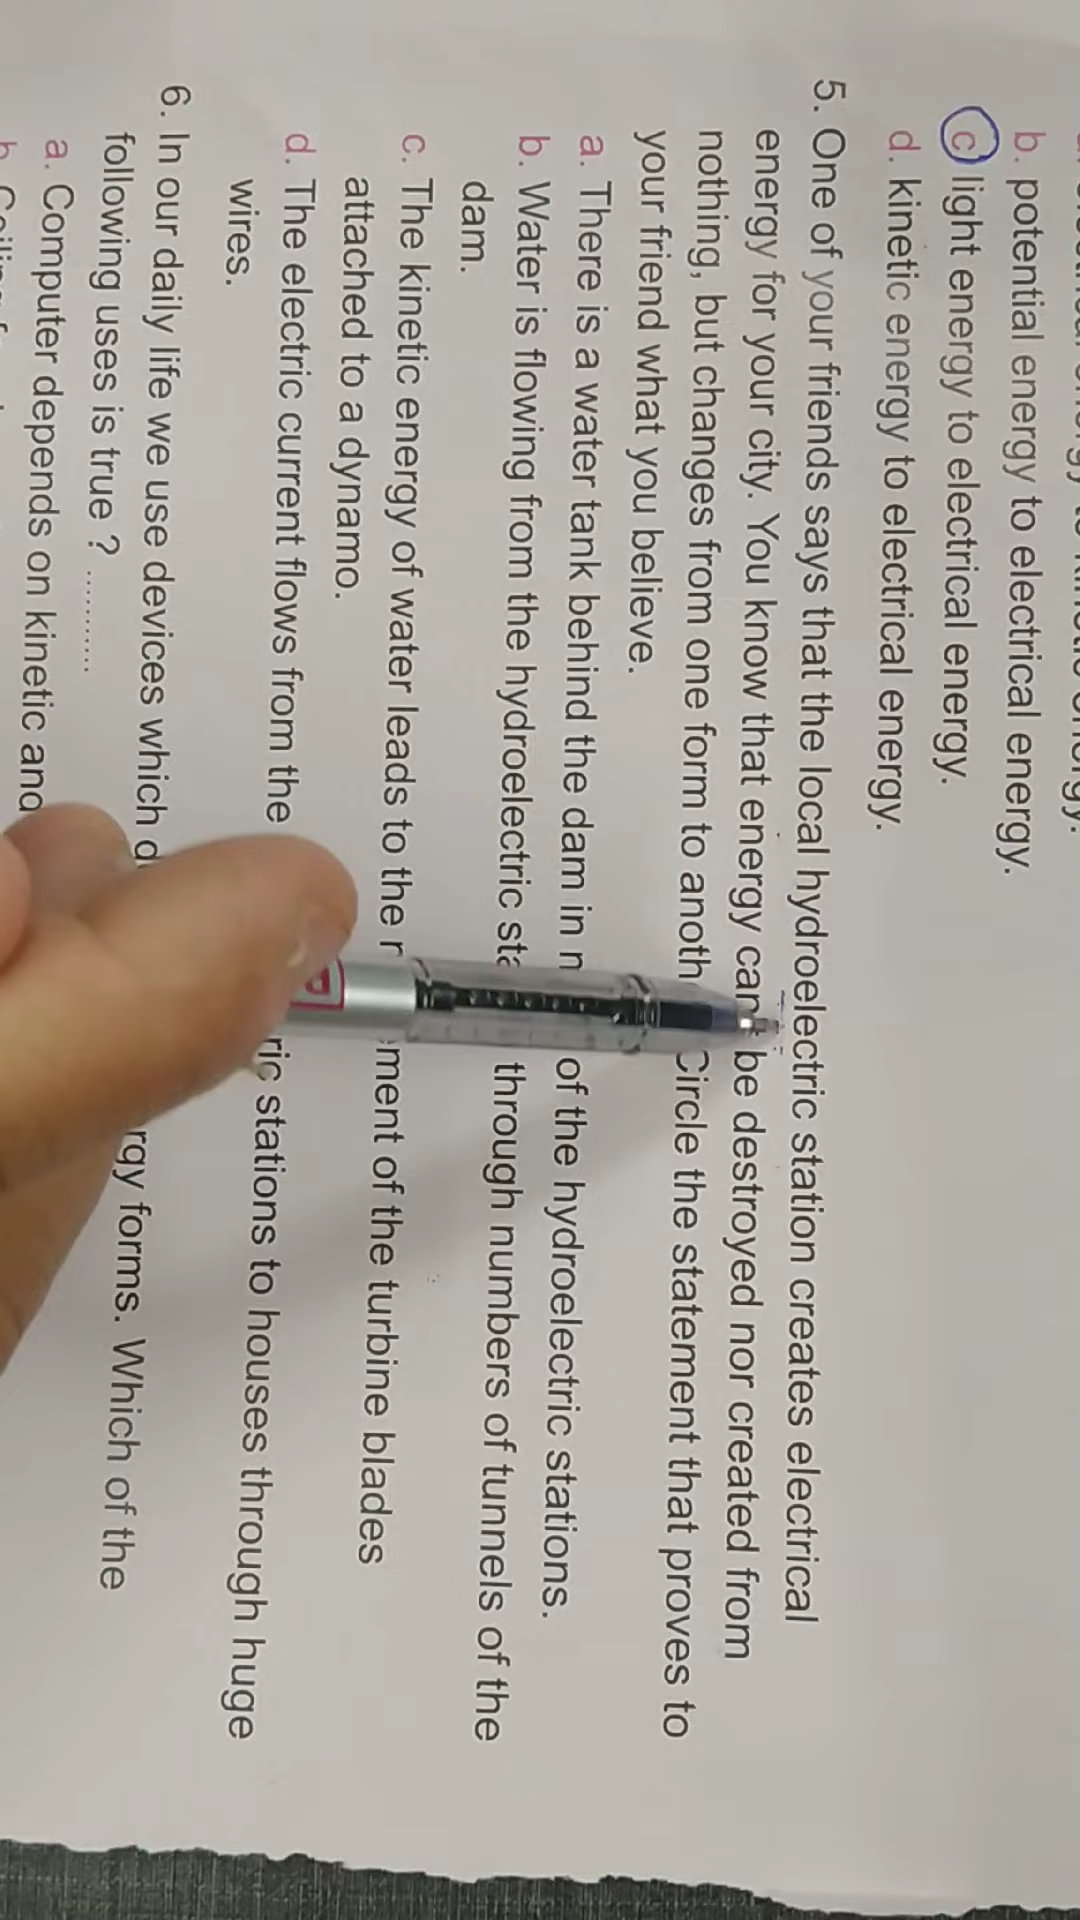 b. potential energy to electrical energy.
c. light energy to electrical energy.
d. kinetic energy to electrical energy.
5. One of your friends says that the local hydroelectric station creates electrical
energy for your city. You know that energy can be destroyed nor created from
nothing, but changes from one form to Circle the statement that proves to
your friend what you believe.
a. There is a water tank behind the dam in of the hydroelectric stations.
b. Water is flowing from the hydroelectric through numbers of tunnels of the
dam.
c. The kinetic energy of water leads to the of the turbine blades
attached to a dynamo.
d. The electric current flows from the stations to houses through huge
wires.
6. In our daily life we use devices which forms. Which of the
following uses is true ? ..........
a. Computer depends on kinetic and